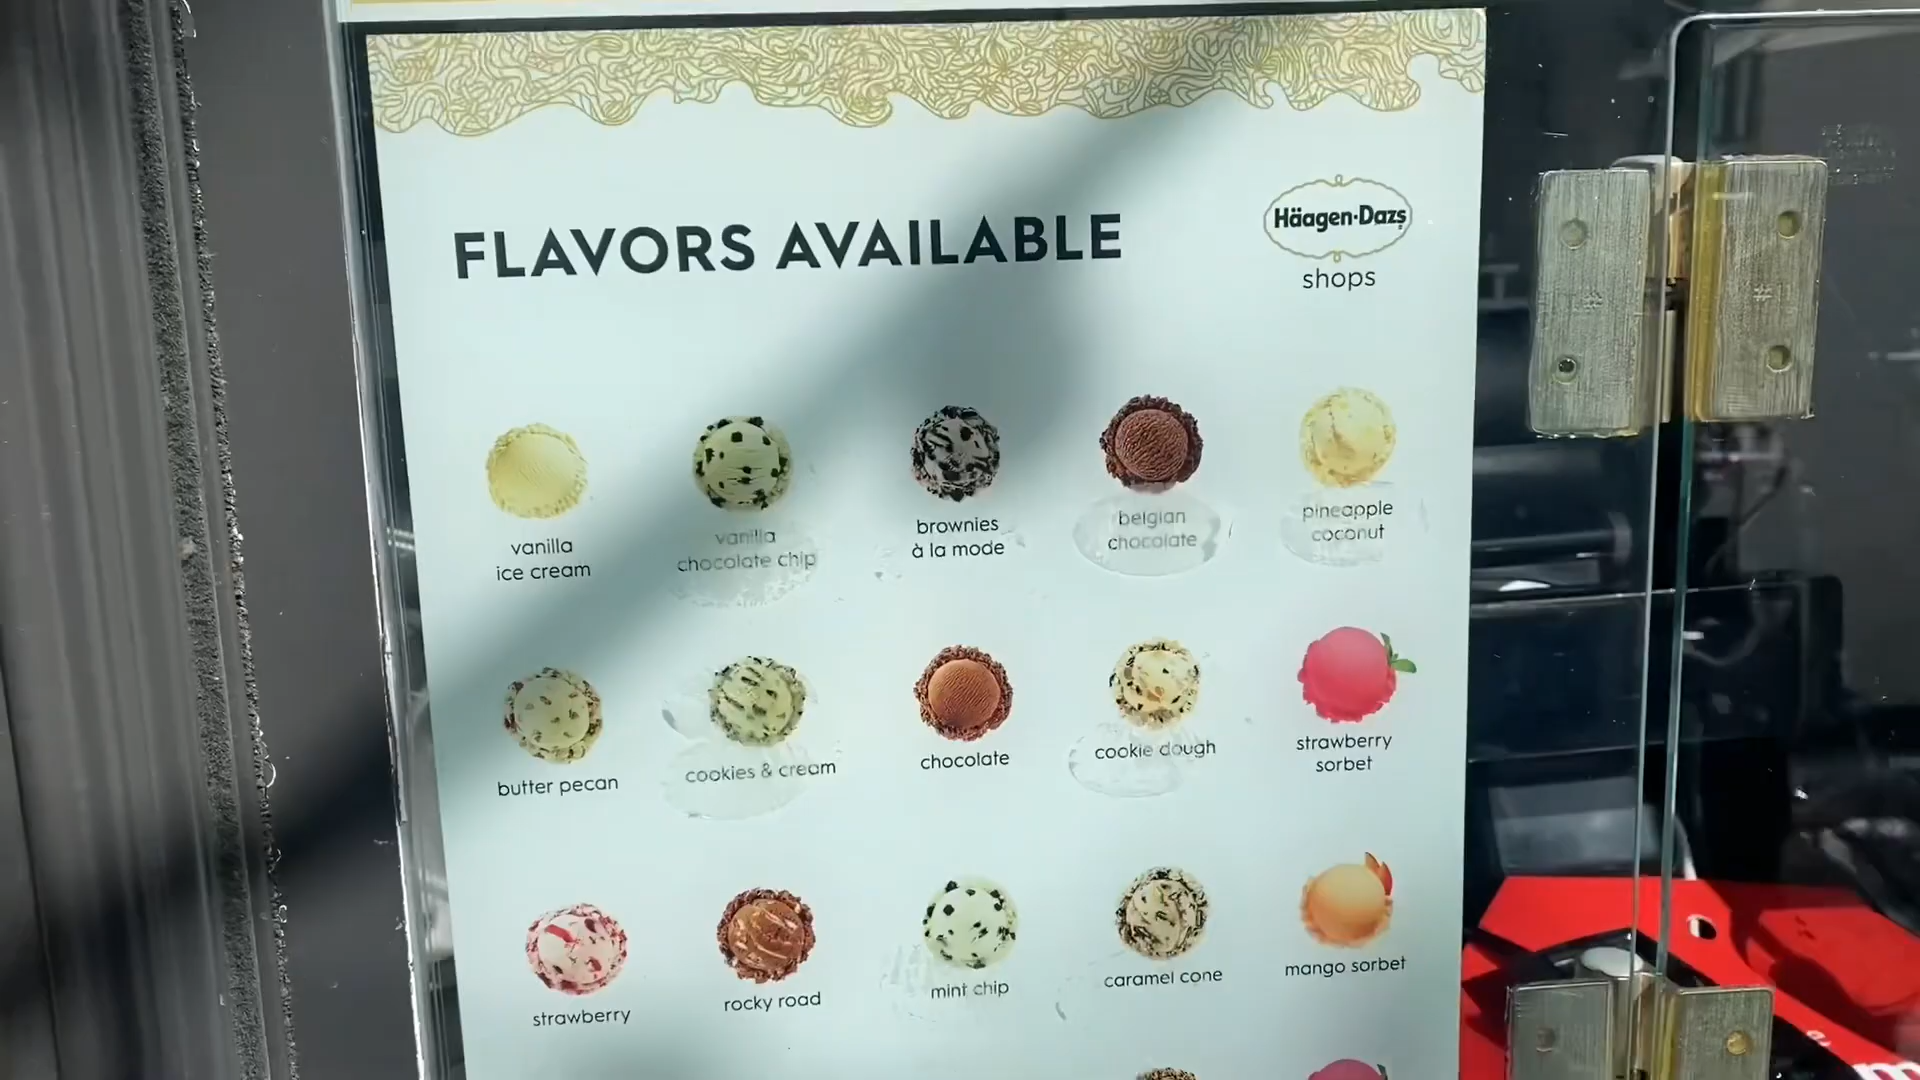 FLAVORS AVAILABLE
Häagen-Dazs
shops
vanilla
ice cream
vanilla
chocolate chip
brownies
à la mode
belgian
chocolate
pineapple
coconut
butter pecan
cookies & cream
chocolate
cookie dough
strawberry
sorbet
strawberry
rocky road
mint chip
caramel cone
mango sorbet